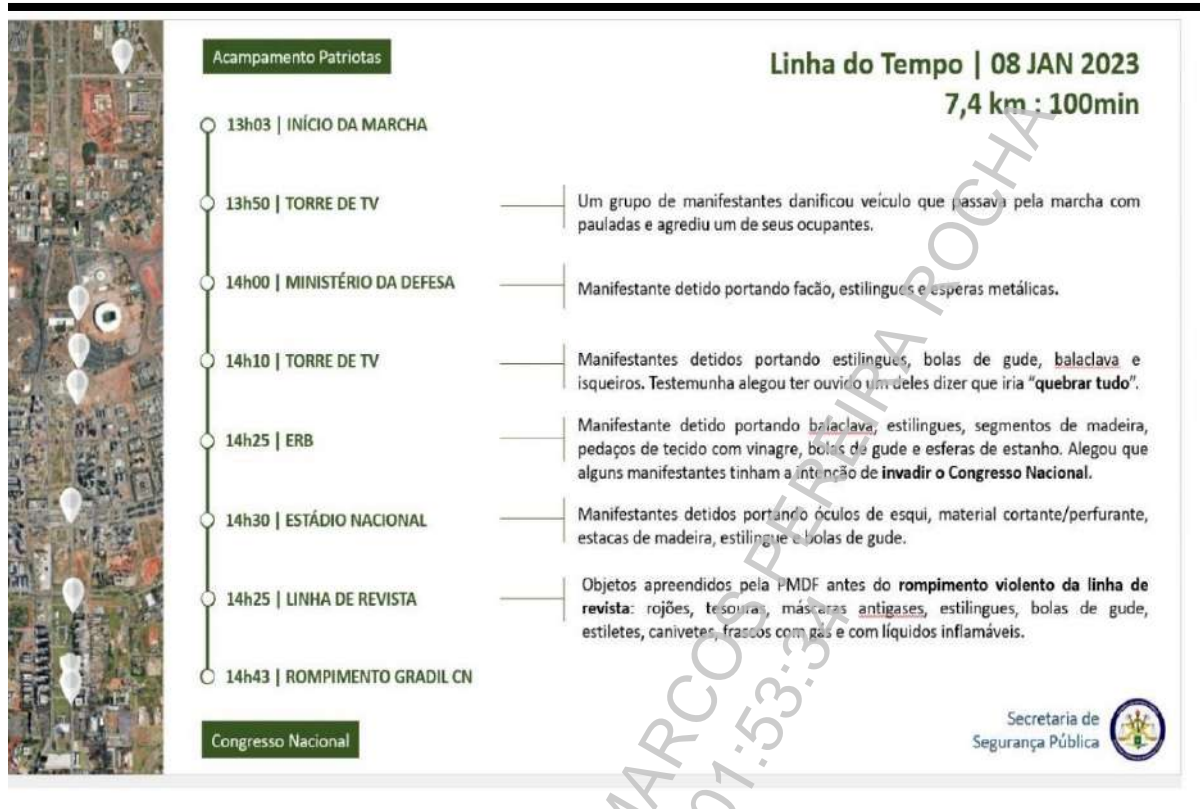 Acampamento Patriotas
Linha do Tempo | 08 JAN 2023
7,4 km : 100min
13h03 | INÍCIO DA MARCHA
13h50 | TORRE DE TV
Um grupo de manifestantes danificou veículo que passava pela marcha com
pauladas e agrediu um de seus ocupantes.
14h00 | MINISTÉRIO DA DEFESA
Manifestante detido portando facão, estilingues e esperas metálicas.
14h10 | TORRE DE TV
Manifestantes detidos portando estilingues, bolas de gude, balaclava e
isqueiros. Testemunha alegou ter ouvido um deles dizer que iria “quebrar tudo”.
14h25 | ERB
Manifestante detido portando balaclava, estilingues, segmentos de madeira,
pedaços de tecido com vinagre, bolas de gude e esferas de estanho. Alegou que
alguns manifestantes tinham a intenção de invadir o Congresso Nacional.
14h30 | ESTÁDIO NACIONAL
Manifestantes detidos portando óculos de esqui, material cortante/perfurante,
estacas de madeira, estilingue e bolas de gude.
14h25 | LINHA DE REVISTA
Objetos apreendidos pela PMDF antes do rompimento violento da linha de
revista: rojões, tesouras, máscaras antigases, estilingues, bolas de gude,
estiletes, canivetes, frascos com gás e com líquidos inflamáveis.
14h43 | ROMPIMENTO GRADIL CN
Congresso Nacional
Secretaria de
Segurança Pública
MARCOS PEREIRA ROCHA
01:53:34